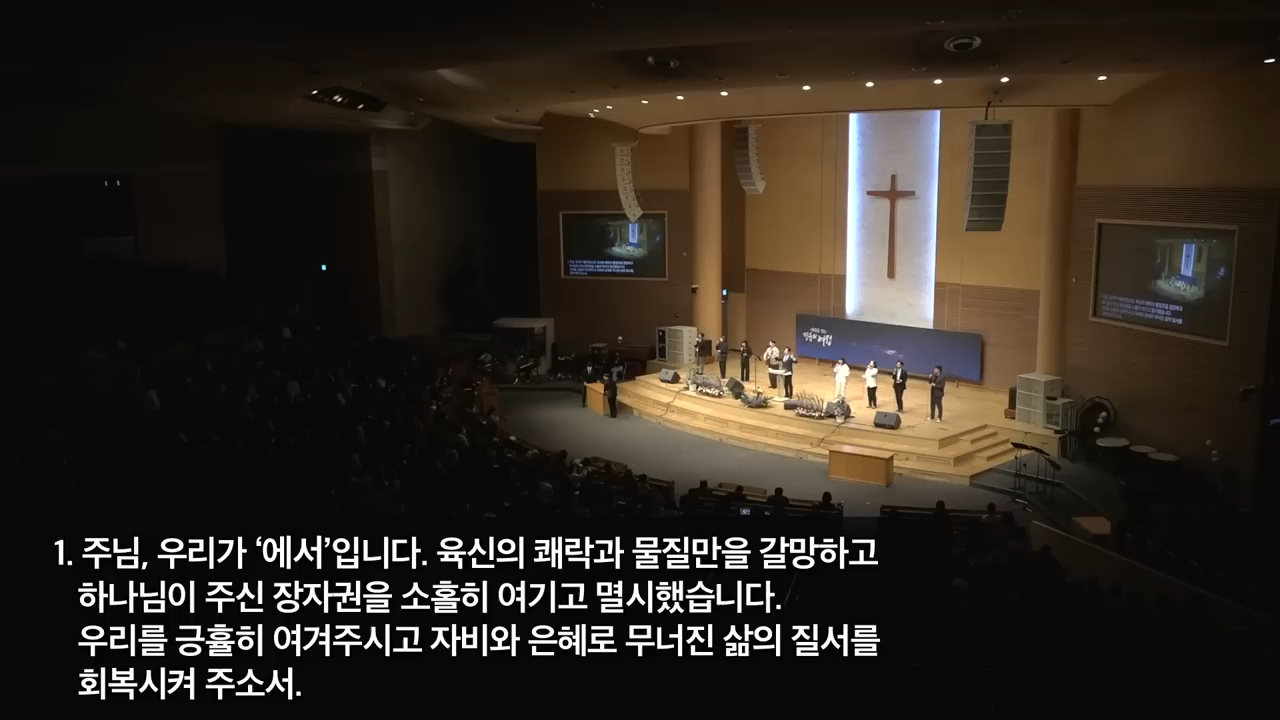 1. 주님, 우리가 ‘에서’입니다. 육신의 쾌락과 물질만을 갈망하고
하나님이 주신 장자권을 소홀히 여기고 멸시했습니다.
우리를 긍휼히 여겨주시고 자비와 은혜로 무너진 삶의 질서를
회복시켜 주소서.